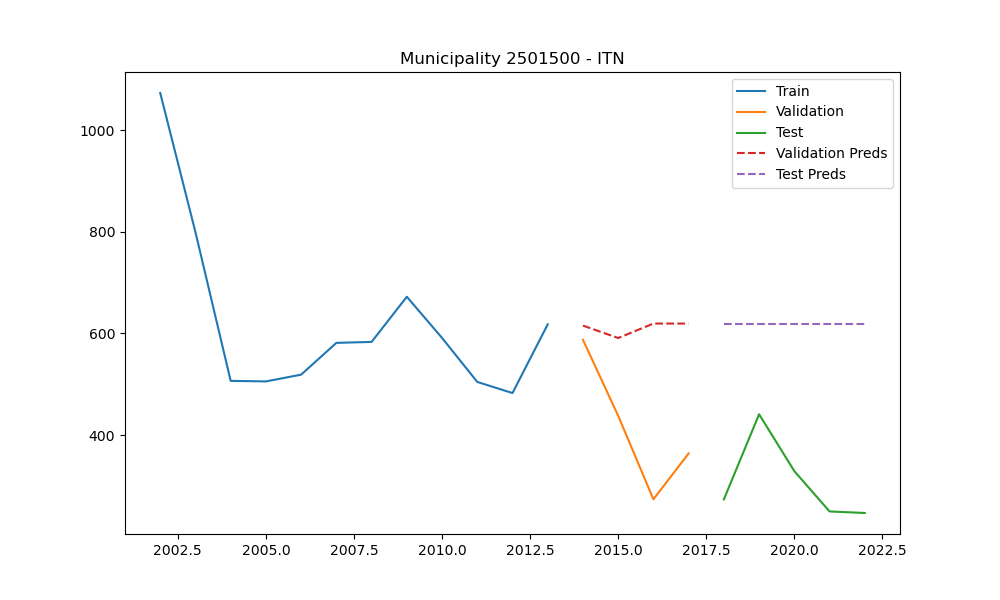 Municipality 2501500 - ITN
Train
Validation
Test
Validation Preds
Test Preds
1000
800
600
400
2002.5 2005.0 2007.5 2010.0 2012.5 2015.0 2017.5 2020.0 2022.5